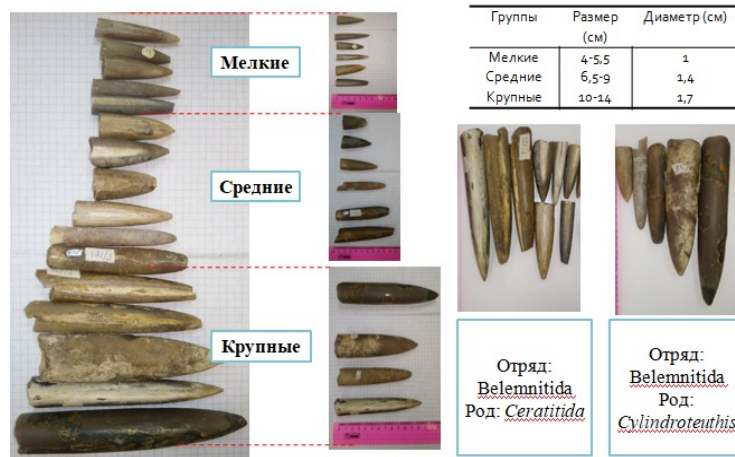 Мелкие
Средние
Крупные
Группы Размер (см) Диаметр (см)
Мелкие 4-5,5 1
Средние 6,5-9 1,4
Крупные 10-14 1,7
Отряд:
Belemnitida
Род: Ceratitida
Отряд:
Belemnitida
Род:
Cylindroteuthis